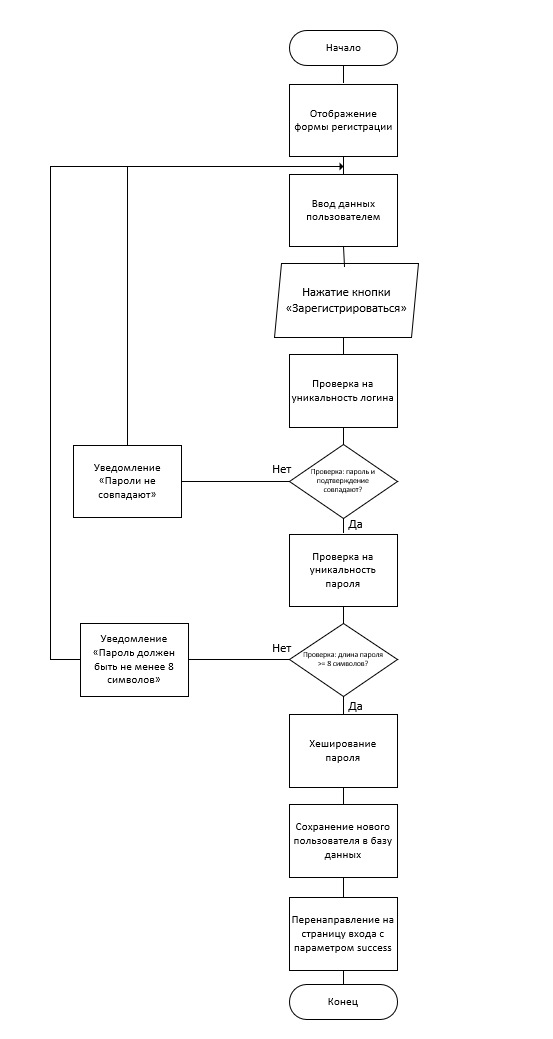 Начало
Отображение
формы регистрации
Ввод данных
пользователем
Нажатие кнопки
«Зарегистрироваться»
Проверка на
уникальность логина
Нет
Проверка: пароль и
подтверждение
совпадают?
Уведомление
«Пароли не
совпадают»
Да
Проверка на
уникальность
пароля
Нет
Проверка: длина пароля
>= 8 символов?
Уведомление
«Пароль должен
быть не менее 8
символов»
Да
Хеширование
пароля
Сохранение нового
пользователя в базу
данных
Перенаправление на
страницу входа с
параметром success
Конец